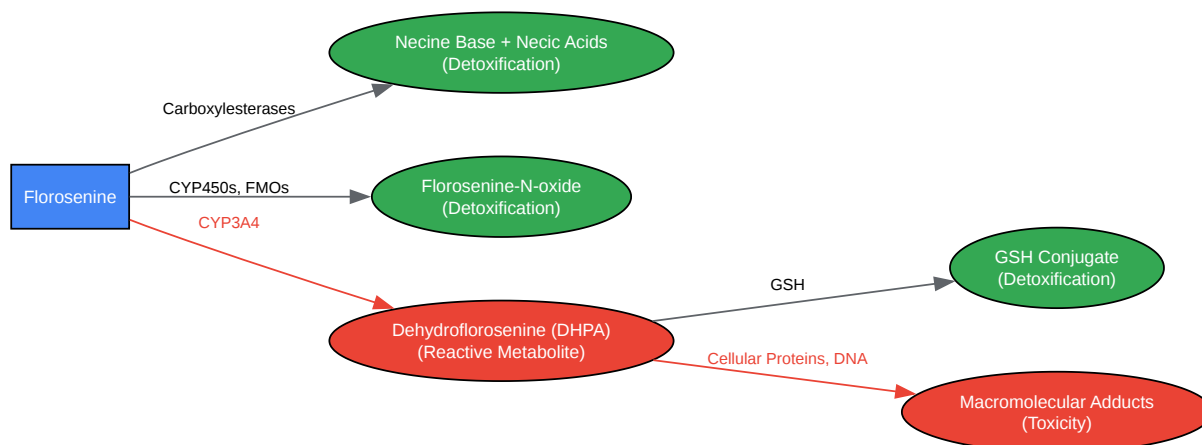 Necine Base + Necic Acids
(Detoxification)
Carboxylesterases
Florosenine
CYP450s, FMOs
Florosenine-N-oxide
(Detoxification)
CYP3A4
GSH Conjugate
(Detoxification)
GSH
Dehydroflorosenine (DHPA)
(Reactive Metabolite)
Cellular Proteins, DNA
Macromolecular Adducts
(Toxicity)